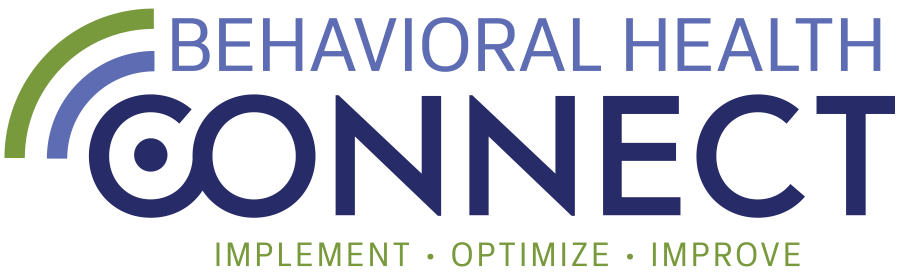 BEHAVIORAL HEALTH
CONNECT
IMPLEMENT · OPTIMIZE · IMPROVE